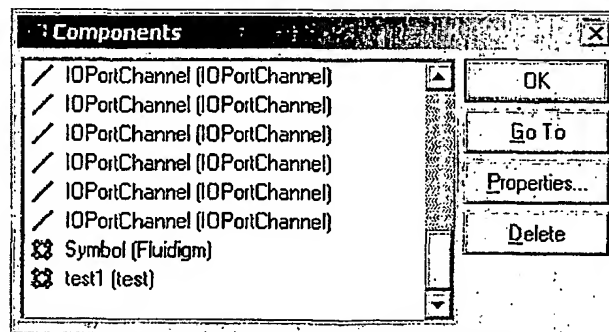 Components
IOPortChannel (IOPortChannel)
IOPortChannel (IOPortChannel)
IOPortChannel (IOPortChannel)
IOPortChannel (IOPortChannel)
IOPortChannel (IOPortChannel)
IOPortChannel (IOPortChannel)
Symbol (Fluidigm)
test1 (test)
OK
Go To
Properties...
Delete